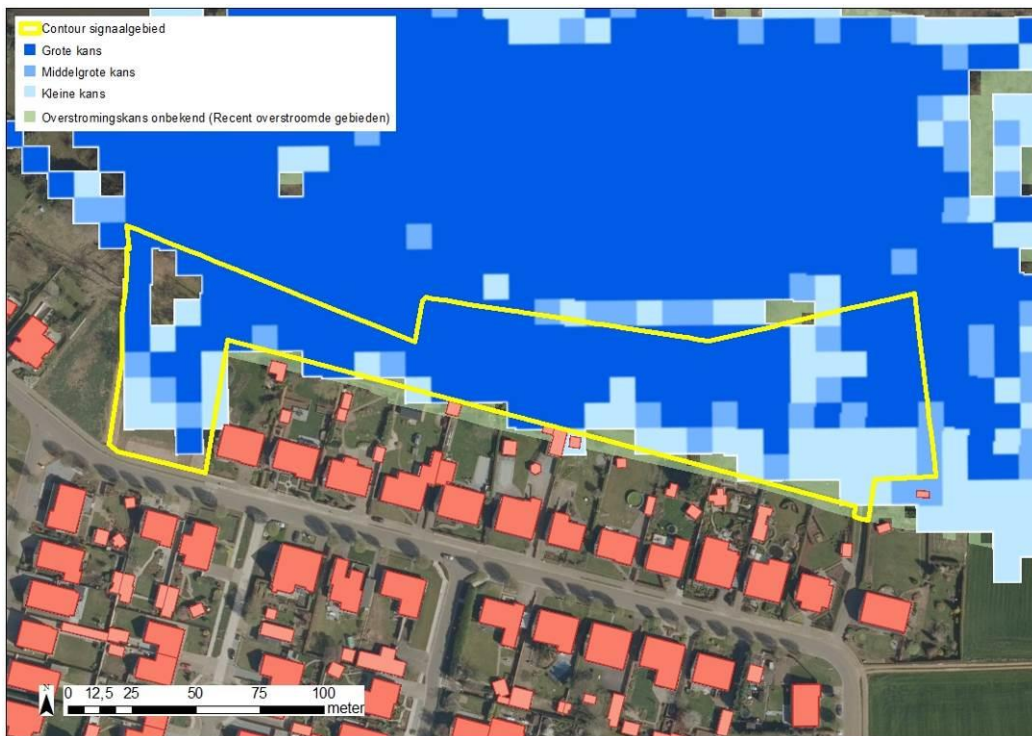 Contour signaalgebied
Grote kans
Middelgrote kans
Kleine kans
Overstromingskans onbekend (Recent overstroomde gebieden)
N
0 12,5 25 50 75 100
meter